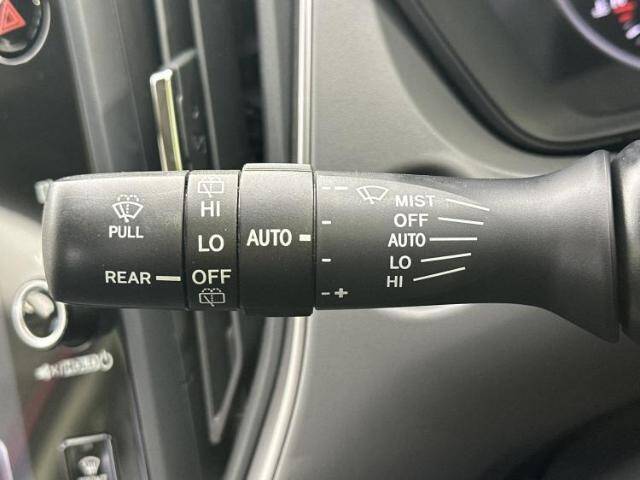 PULL
REAR
HI
LO
OFF
AUTO
- -
-
-
-
- +
MIST
OFF
AUTO
LO
HI